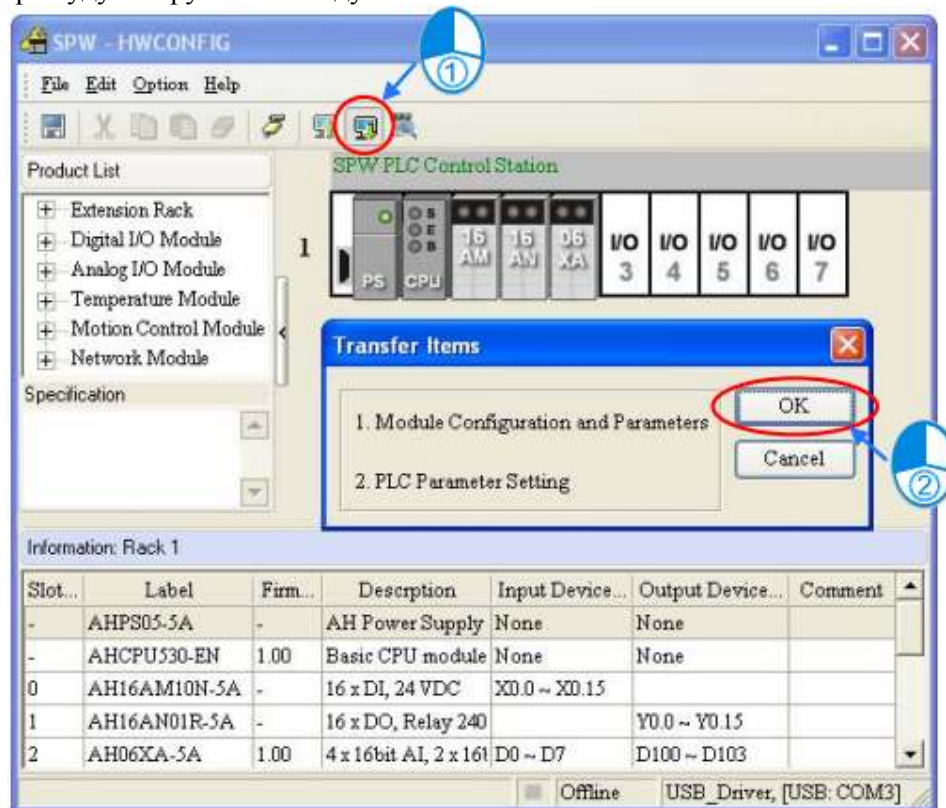 SPW - HWCONFIG
①
File Edit Option Help
Product List
SPW PLC Control Station
Extension Rack
Digital I/O Module
Analog I/O Module
Temperature Module
Motion Control Module
Network Module
1
PS
CPU
S
E
B
16 AM
16 AN
06 XA
I/O 3
I/O 4
I/O 5
I/O 6
I/O 7
Specification
Transfer Items
1. Module Configuration and Parameters
2. PLC Parameter Setting
OK
Cancel
②
Information: Rack 1
Slot... Label Firm... Descrption Input Device... Output Device... Comment
- AHPS05-5A - AH Power Supply None None
- AHCPU530-EN 1.00 Basic CPU module None None
0 AH16AM10N-5A - 16 x DI, 24 VDC X0.0 ~ X0.15
1 AH16AN01R-5A - 16 x DO, Relay 240 Y0.0 ~ Y0.15
2 AH06XA-5A 1.00 4 x 16bit AI, 2 x 16 D0 ~ D7 D100 ~ D103
Offline USB_Driver, [USB: COM3]